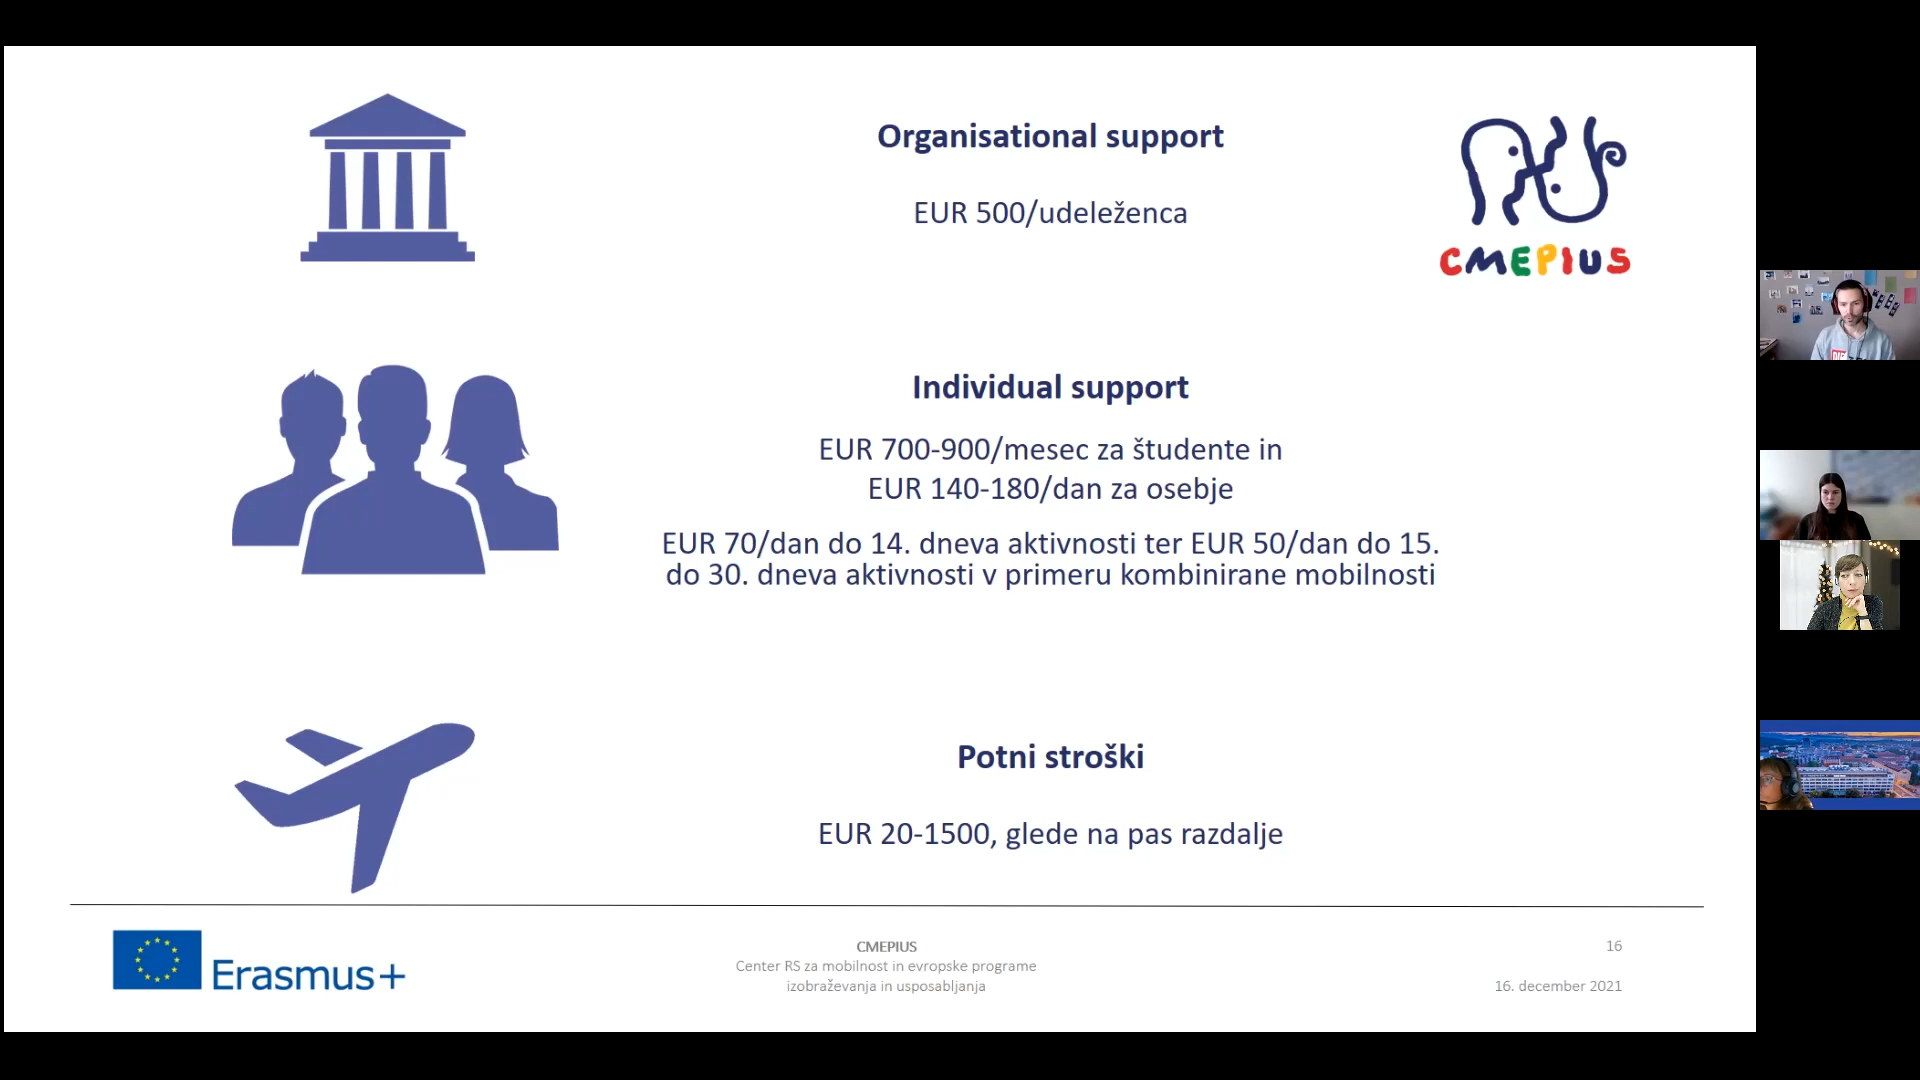 Organisational support
EUR 500/udeleženca
CMEPIUS
Individual support
EUR 700-900/mesec za študente in
EUR 140-180/dan za osebje
EUR 70/dan do 14. dneva aktivnosti ter EUR 50/dan do 15.
do 30. dneva aktivnosti v primeru kombinirane mobilnosti
Potni stroški
EUR 20-1500, glede na pas razdalje
Erasmus+
CMEPIUS
Center RS za mobilnost in evropske programe
izobraževanja in usposabljanja
16
16. december 2021